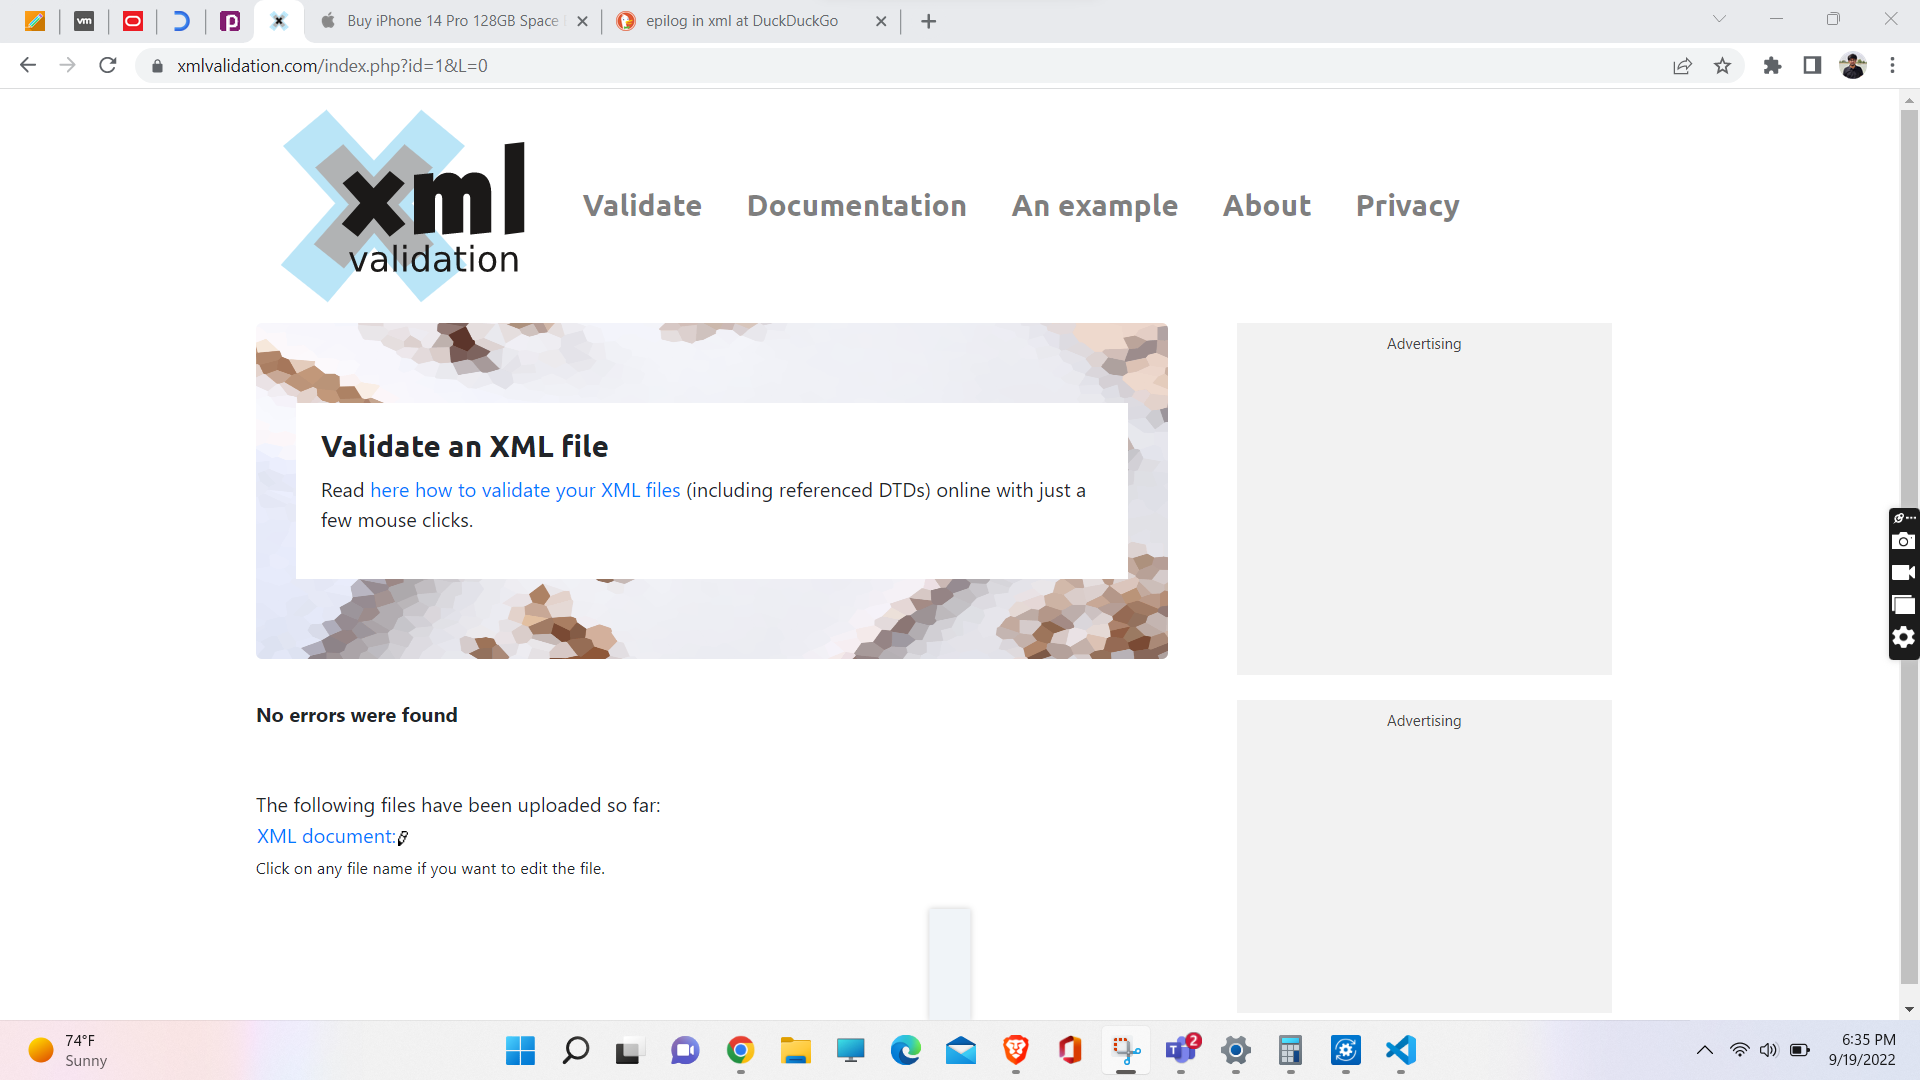 vm
Buy iPhone 14 Pro 128GB Space
epilog in xml at DuckDuckGo
xmlvalidation.com/index.php?id=1&L=0
xml
validation
Validate
Documentation
An example
About
Privacy
Advertising
Validate an XML file
Read here how to validate your XML files (including referenced DTDs) online with just a
few mouse clicks.
No errors were found
Advertising
The following files have been uploaded so far:
XML document:
Click on any file name if you want to edit the file.
74°F
Sunny
2
6:35 PM
9/19/2022